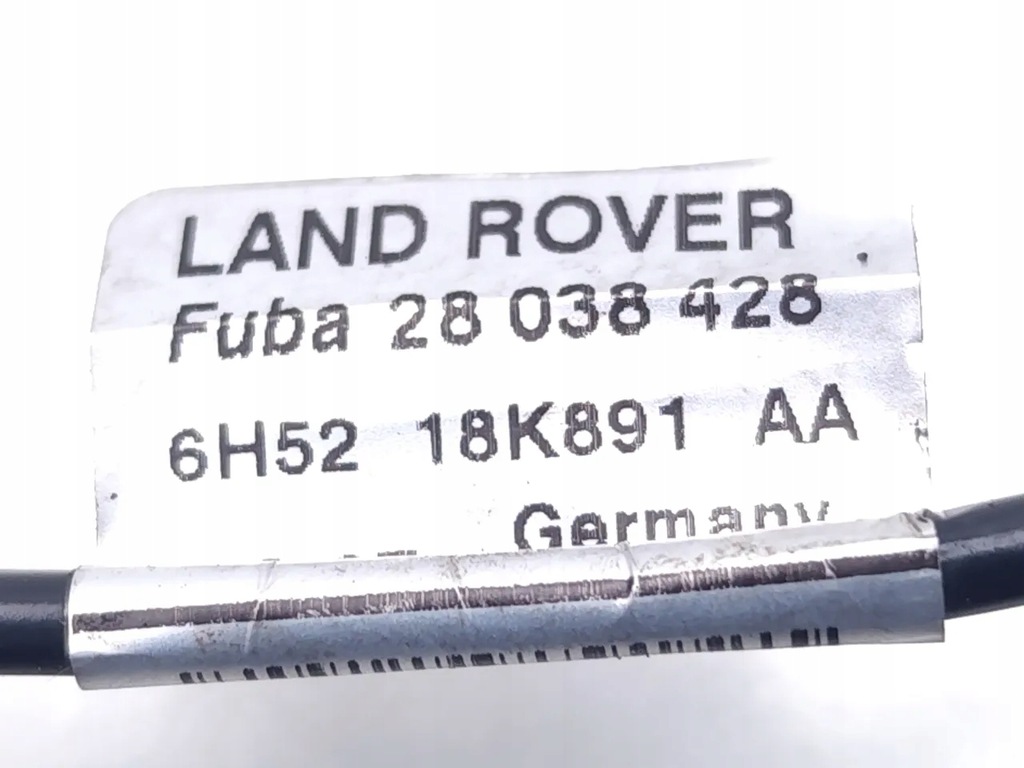 LAND ROVER
Fuba 28 038 428
6H52 18K891 AA
Germany